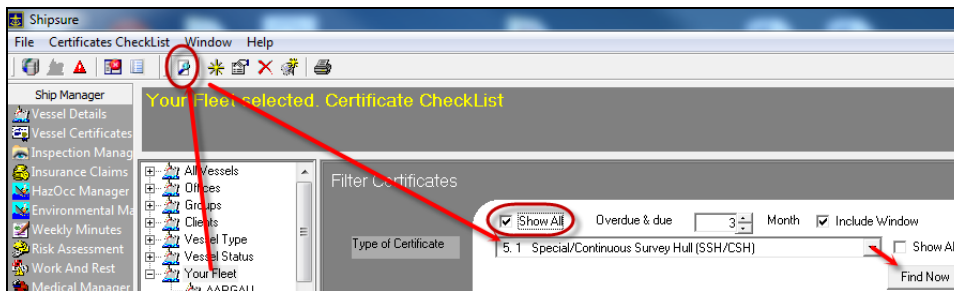 Shipsure
File Certificates CheckList Window Help
Ship Manager
Your Fleet selected. Certificate CheckList
Vessel Details
Vessel Certificates
Inspection Manag
Insurance Claims
HazOcc Manager
Environmental Ma
Weekly Minutes
Risk Assessment
Work And Rest
Medical Manager
All Vessels
Offices
Groups
Clients
Vessel Type
Vessel Status
Your Fleet
AARGAU
Filter Certificates
Show All Overdue & due 3 Month Include Window
Type of Certificate 5. 1 Special/Continuous Survey Hull (SSH/CSH) Show Al
Find Now